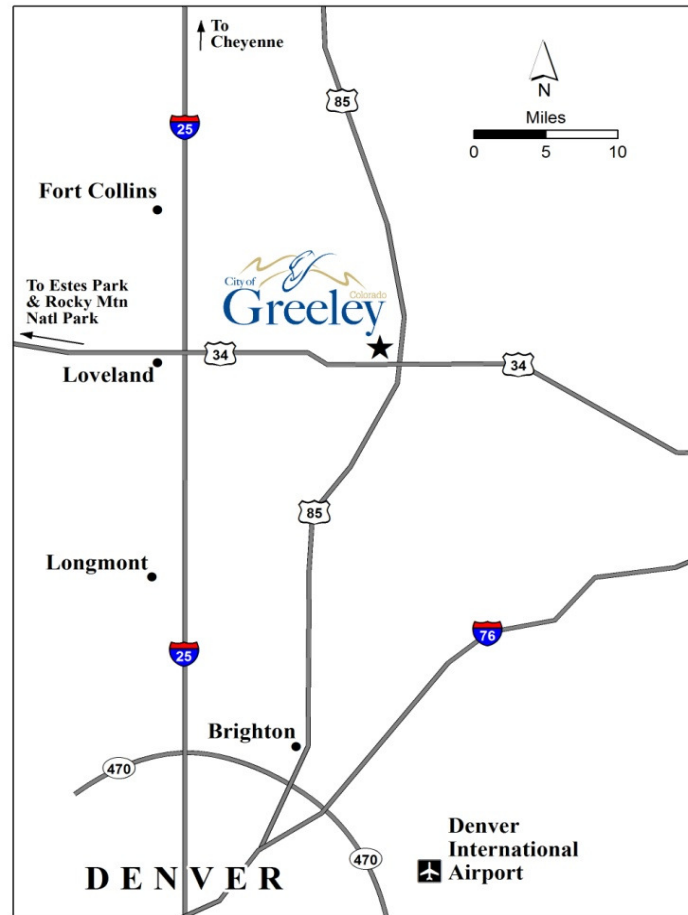 To
Cheyenne
85
N
Miles
0 5 10
25
Fort Collins
City of
Greeley
Colorado
To Estes Park
& Rocky Mtn
Natl Park
34
34
Loveland
85
Longmont
76
25
Brighton
470
Denver
International
Airport
470
DENVER